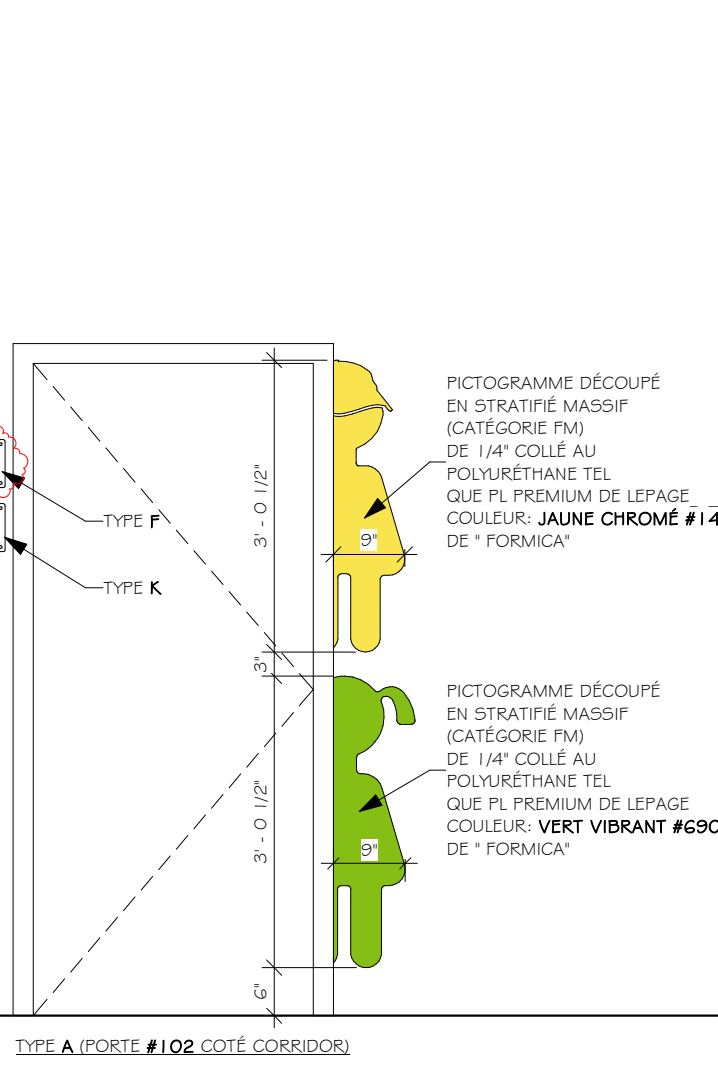 PICTOGRAMME DÉCOUPÉ
EN STRATIFIÉ MASSIF
(CATÉGORIE FM)
DE 1/4" COLLÉ AU
POLYURÉTHANE TEL
QUE PL PREMIUM DE LEPAGE
COULEUR: JAUNE CHROMÉ #14
DE " FORMICA"
3' - 0 1/2"
9"
TYPE F
TYPE K
3"
PICTOGRAMME DÉCOUPÉ
EN STRATIFIÉ MASSIF
(CATÉGORIE FM)
DE 1/4" COLLÉ AU
POLYURÉTHANE TEL
QUE PL PREMIUM DE LEPAGE
COULEUR: VERT VIBRANT #690
DE " FORMICA"
3' - 0 1/2"
9"
6"
TYPE A (PORTE #102 COTÉ CORRIDOR)